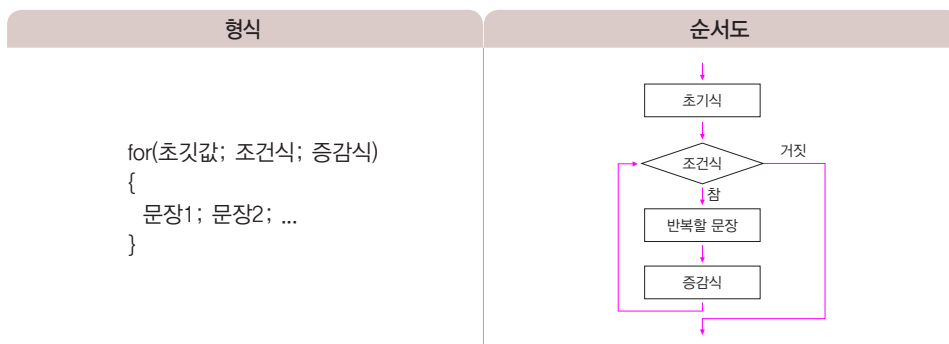 형식
순서도
for(초깃값; 조건식; 증감식)
{
문장1; 문장2; ...
}
초기식
조건식
거짓
참
반복할 문장
증감식